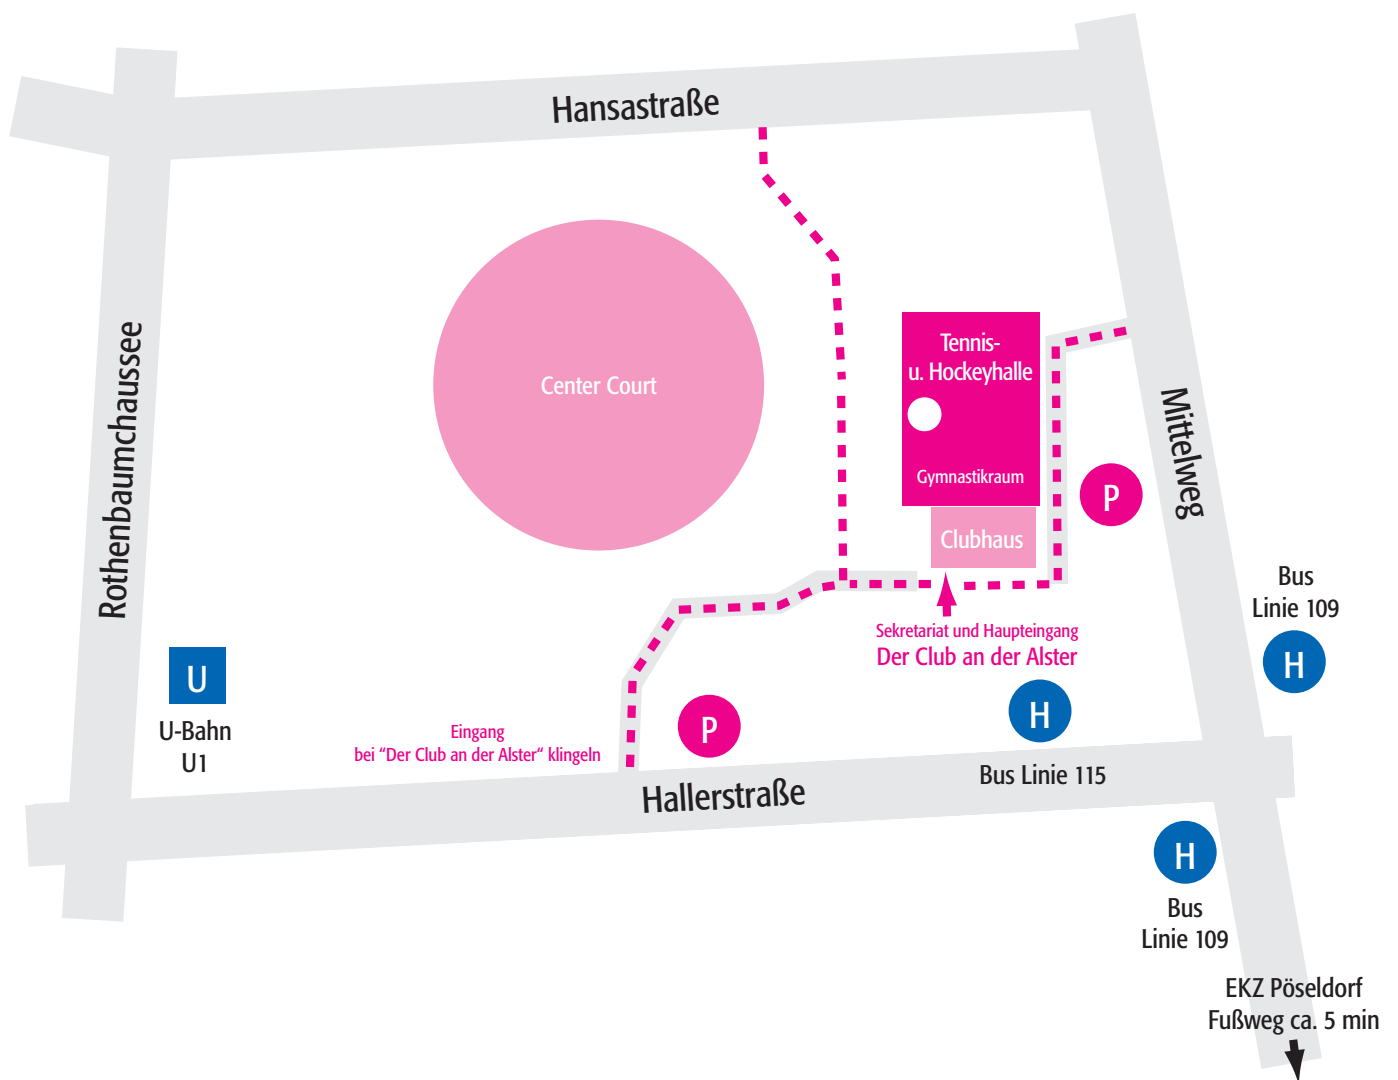 Hansastraße
Rothenbaumchaussee
Center Court
Tennis-
u. Hockeyhalle
Gymnastikraum
Clubhaus
Mittelweg
P
Bus
Linie 109
H
Sekretariat und Haupteingang
Der Club an der Alster
U
U-Bahn
U1
Eingang
bei “Der Club an der Alster“ klingeln
P
H
Bus Linie 115
Hallerstraße
H
Bus
Linie 109
EKZ Pöseldorf
Fußweg ca. 5 min